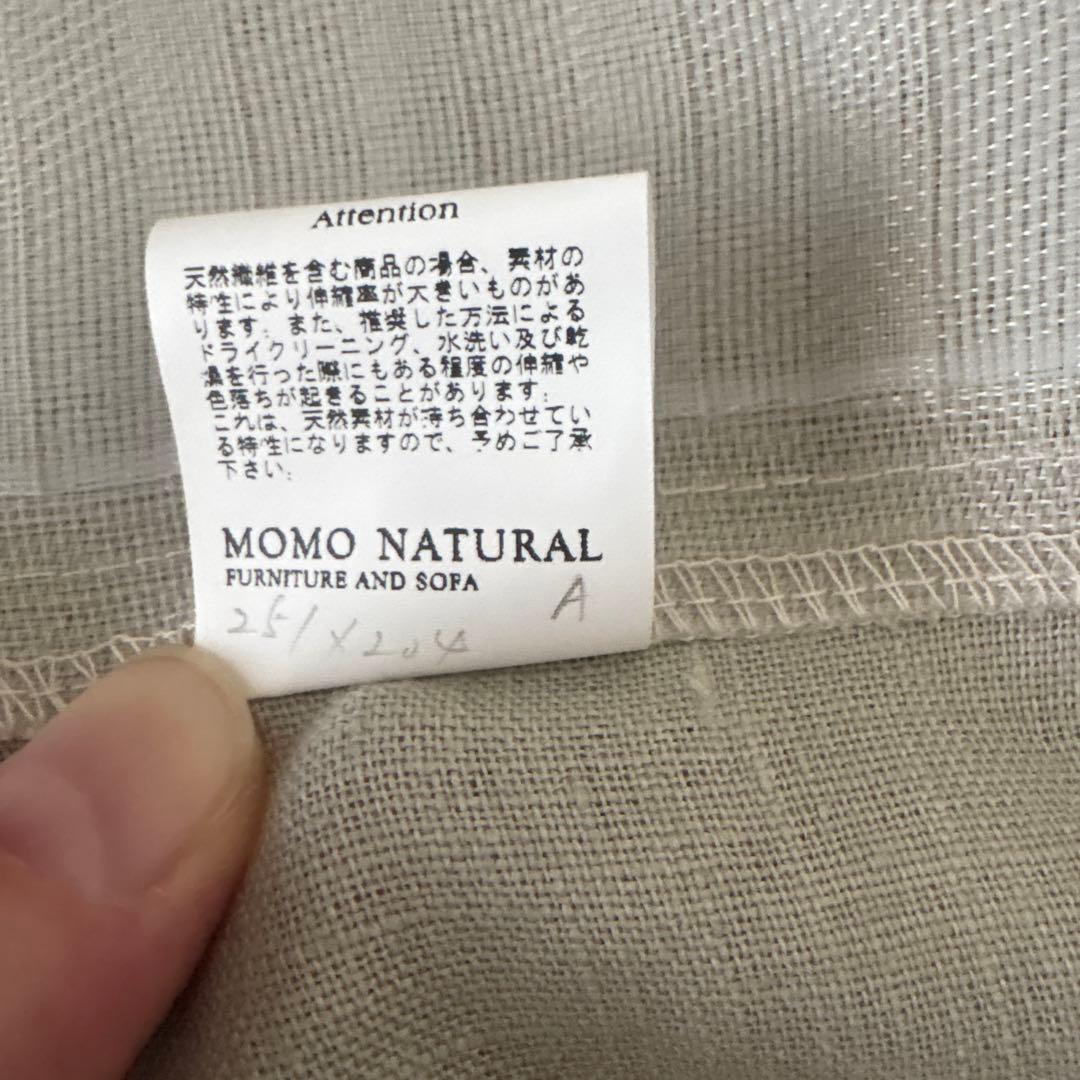 Attention
天然繊維を含む商品の場合、素材の
特性により伸縮率が大きいものがあ
ります。また、推奨した方法による
ドライクリーニング、水洗い及び乾
燥を行った際にもある程度の伸縮や
色落ちが起きることがあります。
これは、天然素材が持ち合わせてい
る特性になりますので、予めご了承
下さい。
MOMO NATURAL
FURNITURE AND SOFA
251 x 204 A